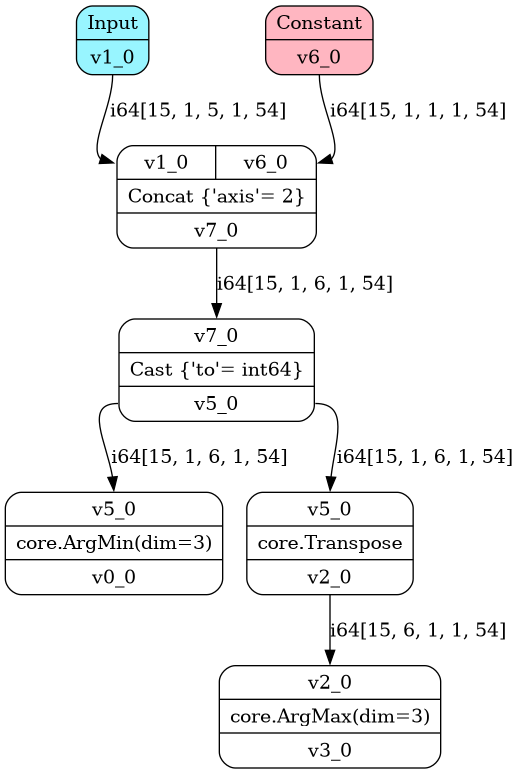 Input
v1_0
Constant
v6_0
i64[15, 1, 5, 1, 54]
i64[15, 1, 1, 1, 54]
v1_0
v6_0
Concat {'axis'= 2}
v7_0
i64[15, 1, 6, 1, 54]
v7_0
Cast {'to'= int64}
v5_0
i64[15, 1, 6, 1, 54]
i64[15, 1, 6, 1, 54]
v5_0
core.ArgMin(dim=3)
v0_0
v5_0
core.Transpose
v2_0
i64[15, 6, 1, 1, 54]
v2_0
core.ArgMax(dim=3)
v3_0